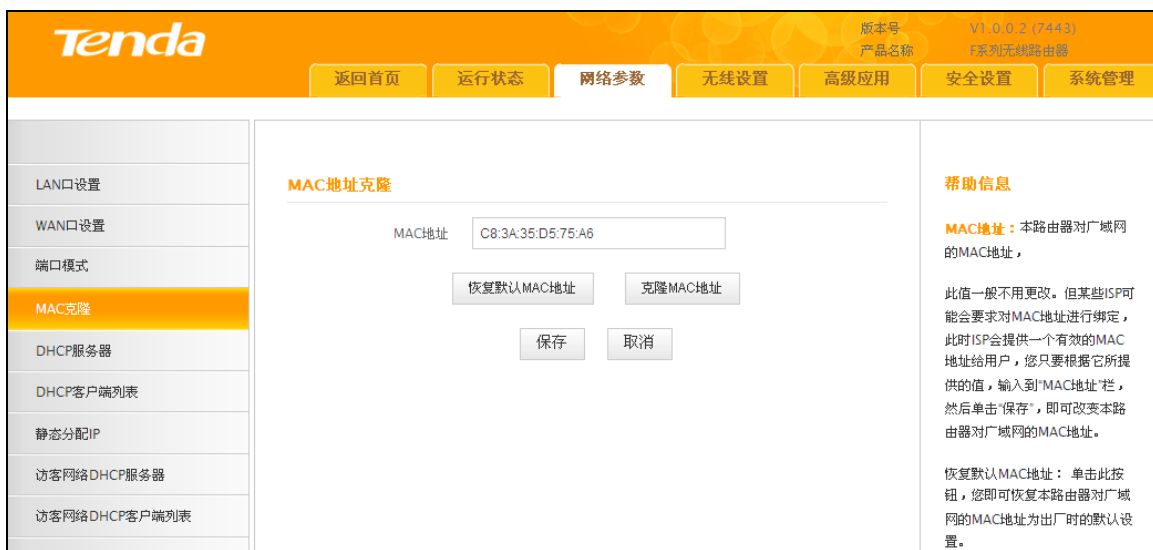 Tenda
版本号 V1.0.0.2 (7443)
产品名称 F系列无线路由器
返回首页 运行状态 网络参数 无线设置 高级应用 安全设置 系统管理
LAN口设置
WAN口设置
端口模式
MAC克隆
DHCP服务器
DHCP客户端列表
静态分配IP
访客网络DHCP服务器
访客网络DHCP客户端列表
MAC地址克隆
MAC地址 C8:3A:35:D5:75:A6
恢复默认MAC地址 克隆MAC地址
保存 取消
帮助信息
MAC地址：本路由器对广域网
的MAC地址，
此值一般不用更改。但某些ISP可
能会要求对MAC地址进行绑定，
此时ISP会提供一个有效的MAC
地址给用户，您只要根据它所提
供的值，输入到“MAC地址”栏，
然后单击“保存”，即可改变本路
由器对广域网的MAC地址。
恢复默认MAC地址： 单击此按
钮，您即可恢复本路由器对广域
网的MAC地址为出厂时的默认设
置。